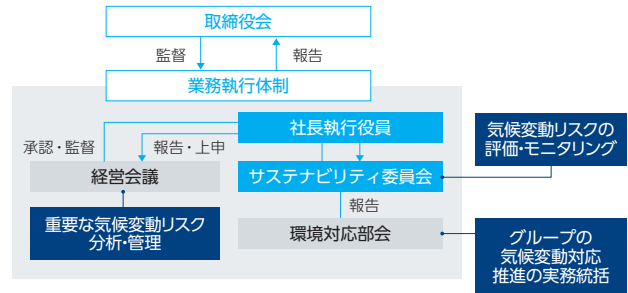 取締役会
監督
報告
業務執行体制
社長執行役員
承認・監督
報告・上申
経営会議
サステナビリティ委員会
気候変動リスクの
評価・モニタリング
重要な気候変動リスク
分析・管理
報告
環境対応部会
グループの
気候変動対応
推進の実務統括